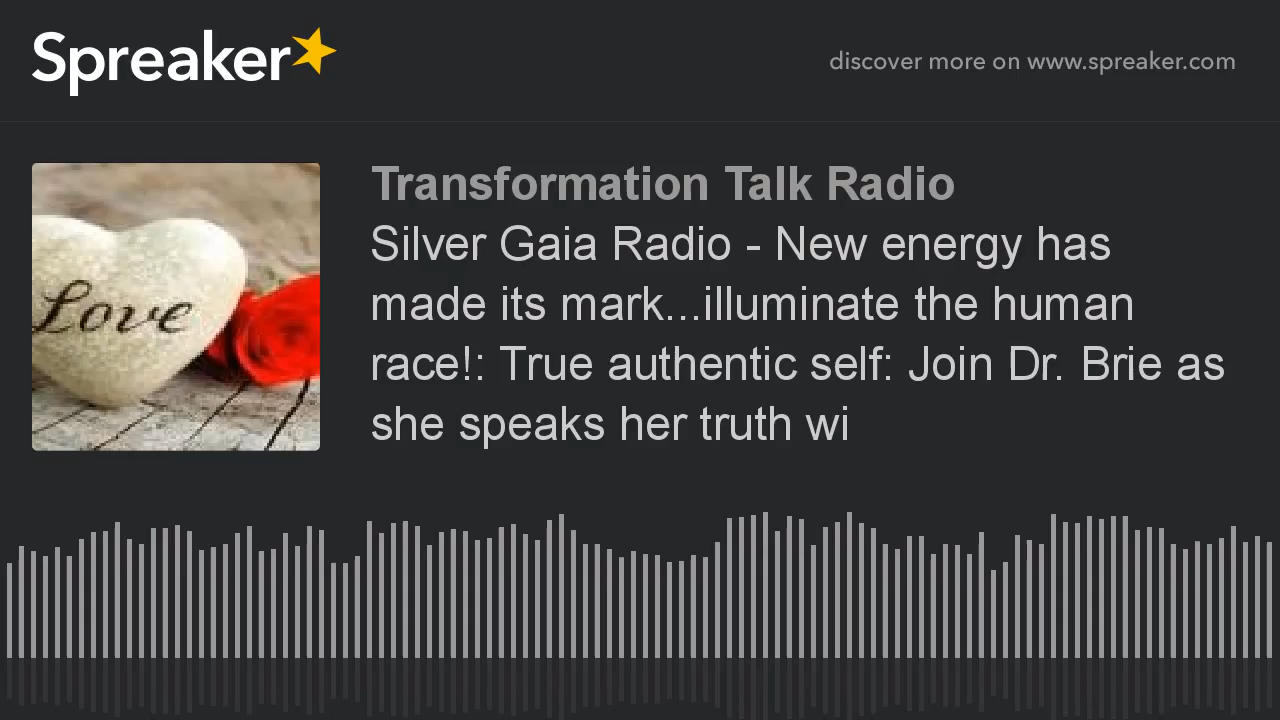 Spreaker
discover more on www.spreaker.com
Love
Transformation Talk Radio
Silver Gaia Radio - New energy has
made its mark...illuminate the human
race!: True authentic self: Join Dr. Brie as
she speaks her truth wi